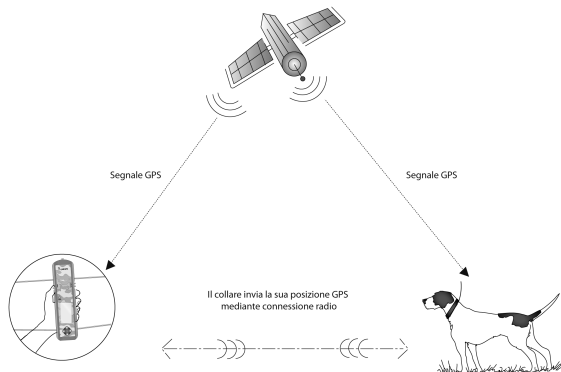 Segnale GPS
Segnale GPS
Il collare invia la sua posizione GPS
mediante connessione radio